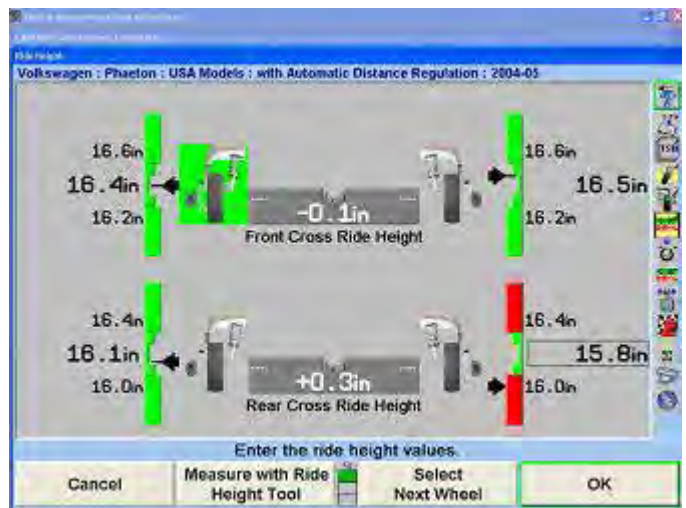 Ride Height
Volkswagen : Phaeton : USA Models : with Automatic Distance Regulation : 2004-05
16.6in
16.4in
16.2in
16.6in
16.5in
16.2in
-0.1in
Front Cross Ride Height
16.4in
16.1in
16.0in
16.4in
15.8in
16.0in
+0.3in
Rear Cross Ride Height
Enter the ride height values.
Cancel
Measure with Ride
Height Tool
Select
Next Wheel
OK